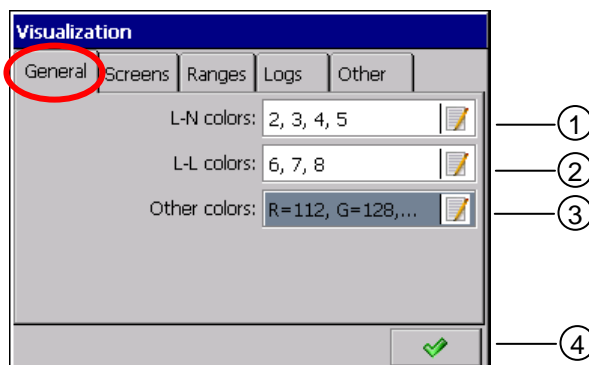 Visualization
General Screens Ranges Logs Other
L-N colors: 2, 3, 4, 5 1
L-L colors: 6, 7, 8 2
Other colors: R=112, G=128,... 3
4